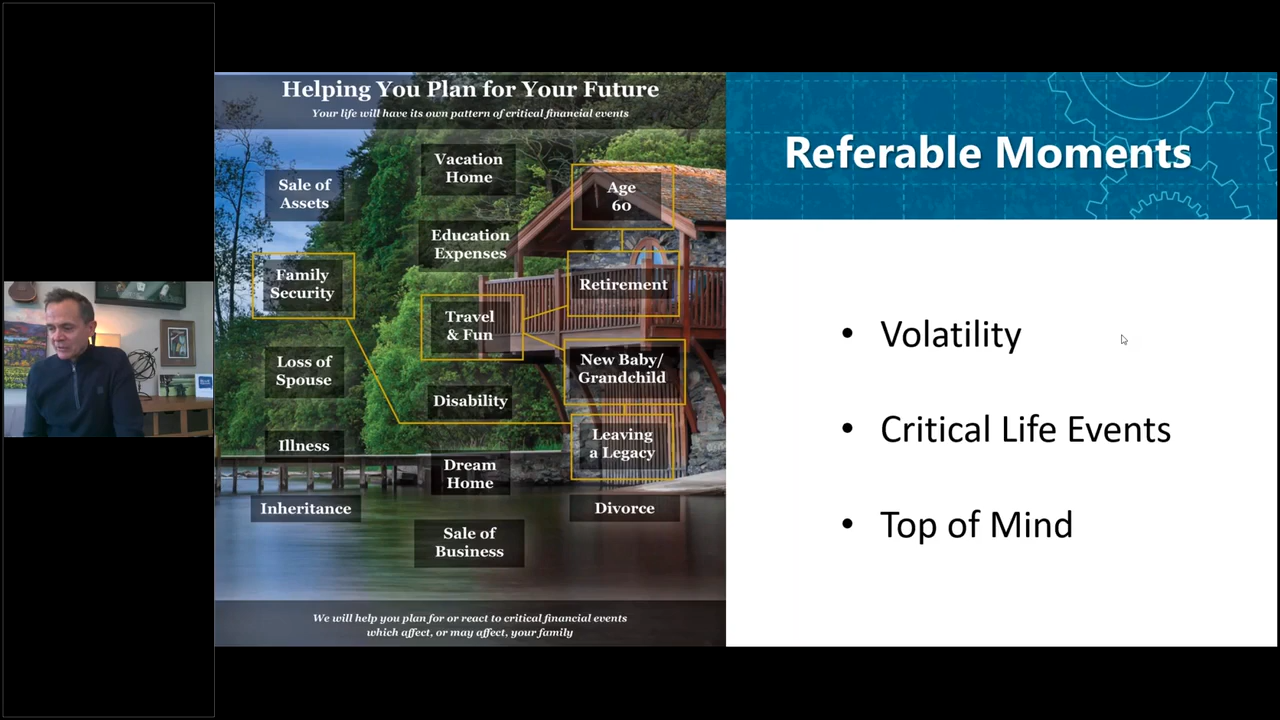 Helping You Plan for Your Future
Your life will have its own pattern of critical financial events
Sale of
Assets
Family
Security
Loss of
Spouse
Illness
Inheritance
Vacation
Home
Education
Expenses
Travel
& Fun
Disability
Dream
Home
Sale of
Business
Age
60
Retirement
New Baby/
Grandchild
Leaving
a Legacy
Divorce
We will help you plan for or react to critical financial events
which affect, or may affect, your family
Referable Moments
• Volatility
• Critical Life Events
• Top of Mind